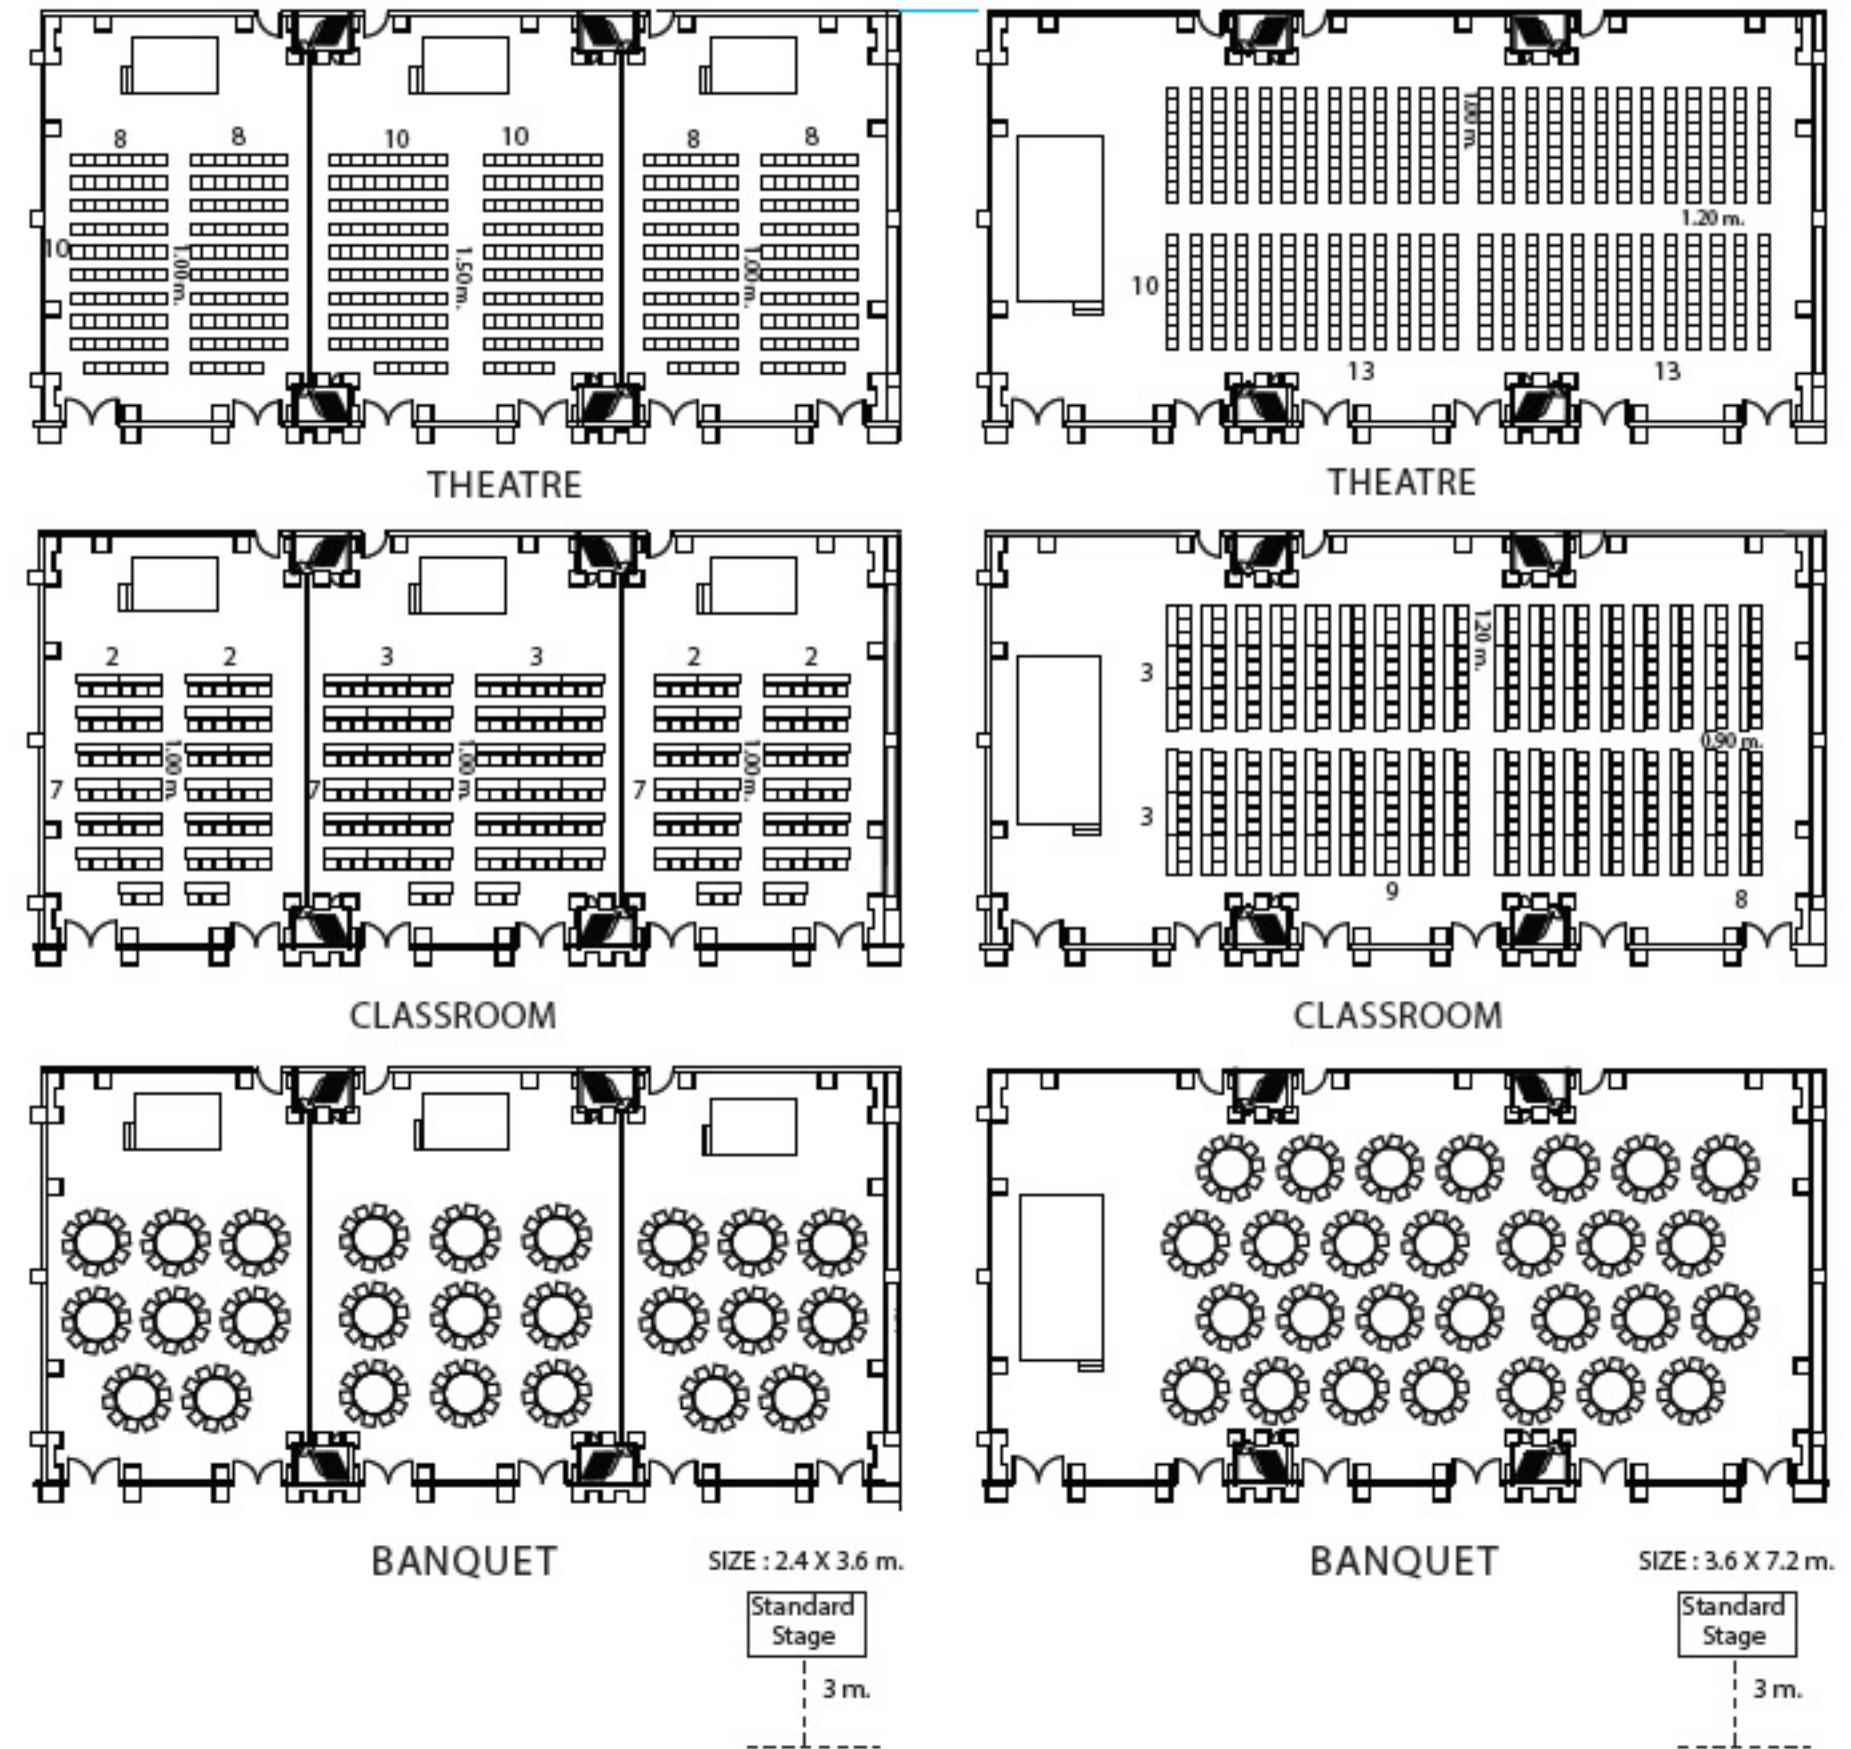 8 8 10 10 8 8
10
1.00 m.
1.50 m.
1.00 m.
THEATRE
1.00 m.
1.20 m.
10
13 13
THEATRE
2 2 3 3 2 2
1.00 m.
1.00 m.
1.00 m.
7 7 7
CLASSROOM
1.20 m.
3
0.90 m.
3
9 8
CLASSROOM
BANQUET
SIZE : 2.4 X 3.6 m.
Standard
Stage
3 m.
BANQUET
SIZE : 3.6 X 7.2 m.
Standard
Stage
3 m.